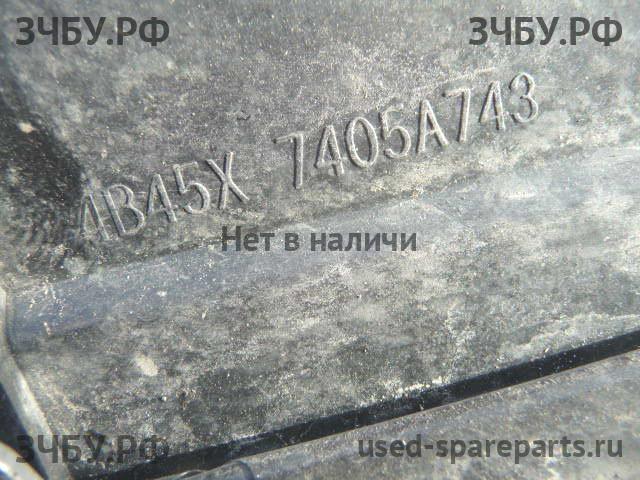 ЗЧБУ.РФ ЗЧБУ.РФ
4B45X 7405A743
Нет в наличи
ЗЧБУ.РФ used-spareparts.ru